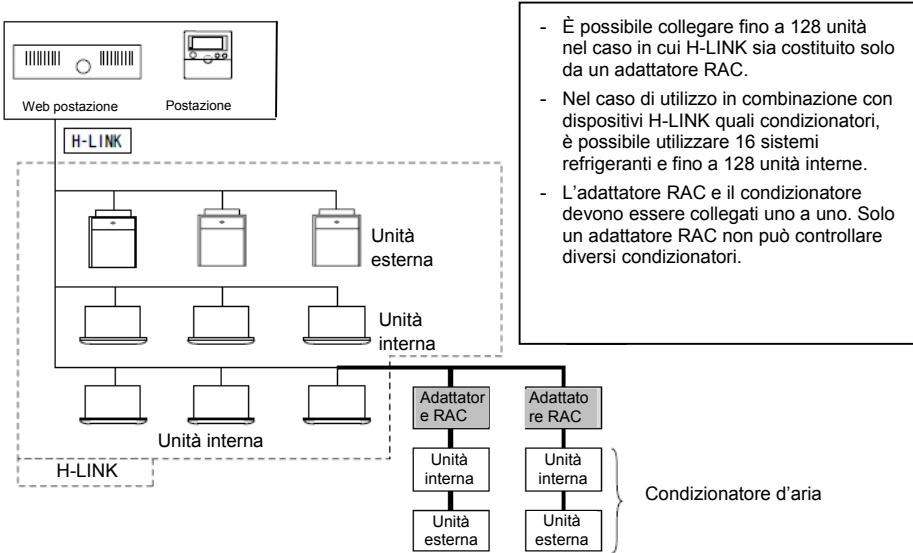 - È possibile collegare fino a 128 unità
nel caso in cui H-LINK sia costituito solo
da un adattatore RAC.
- Nel caso di utilizzo in combinazione con
dispositivi H-LINK quali condizionatori,
è possibile utilizzare 16 sistemi
refrigeranti e fino a 128 unità interne.
- L'adattatore RAC e il condizionatore
devono essere collegati uno a uno. Solo
un adattatore RAC non può controllare
diversi condizionatori.
Web postazione
Postazione
H-LINK
Unità
esterna
Unità
interna
Unità interna
H-LINK
Adattator
e RAC
Adattato
re RAC
Unità
interna
Unità
interna
Unità
esterna
Unità
esterna
Condizionatore d'aria